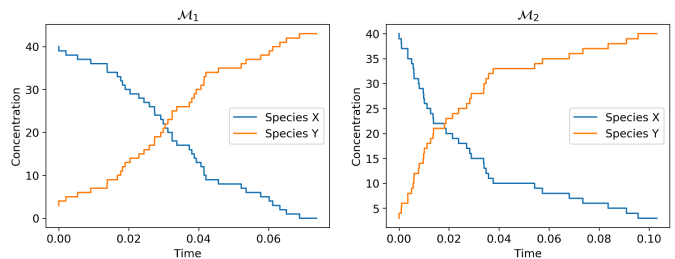 M₁
Concentration
40
30
20
10
0
0.00 0.02 0.04 0.06
Time
Species X
Species Y
M₂
Concentration
40
35
30
25
20
15
10
5
0.00 0.02 0.04 0.06 0.08 0.10
Time
Species X
Species Y